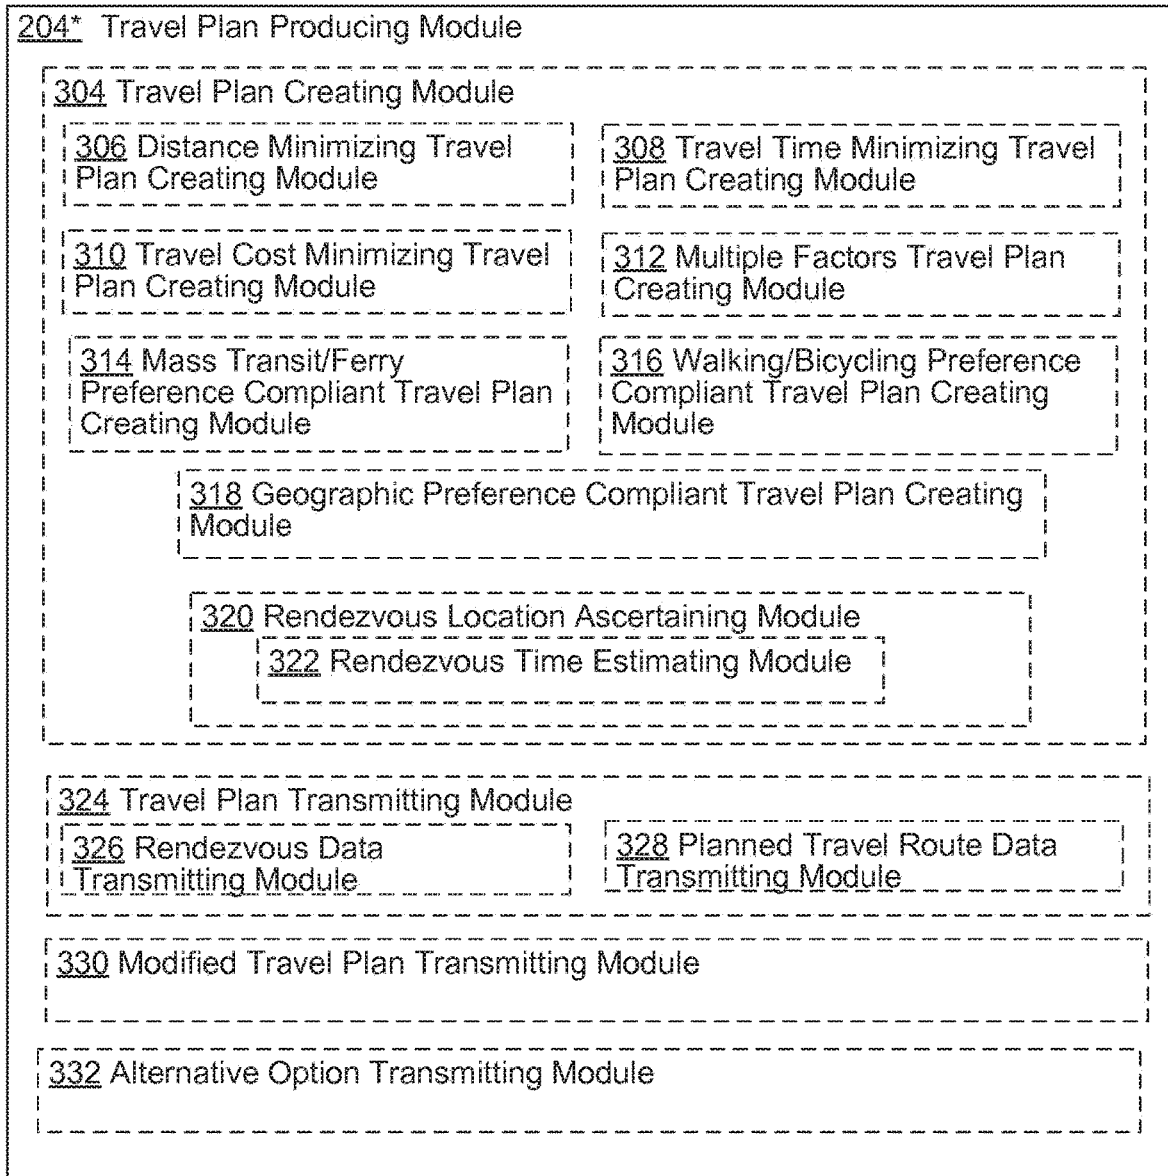 204* Travel Plan Producing Module
304 Travel Plan Creating Module
306 Distance Minimizing Travel
Plan Creating Module
308 Travel Time Minimizing Travel
Plan Creating Module
310 Travel Cost Minimizing Travel
Plan Creating Module
312 Multiple Factors Travel Plan
Creating Module
314 Mass Transit/Ferry
Preference Compliant Travel Plan
Creating Module
316 Walking/Bicycling Preference
Compliant Travel Plan Creating
Module
318 Geographic Preference Compliant Travel Plan Creating
Module
320 Rendezvous Location Ascertaining Module
322 Rendezvous Time Estimating Module
324 Travel Plan Transmitting Module
326 Rendezvous Data
Transmitting Module
328 Planned Travel Route Data
Transmitting Module
330 Modified Travel Plan Transmitting Module
332 Alternative Option Transmitting Module